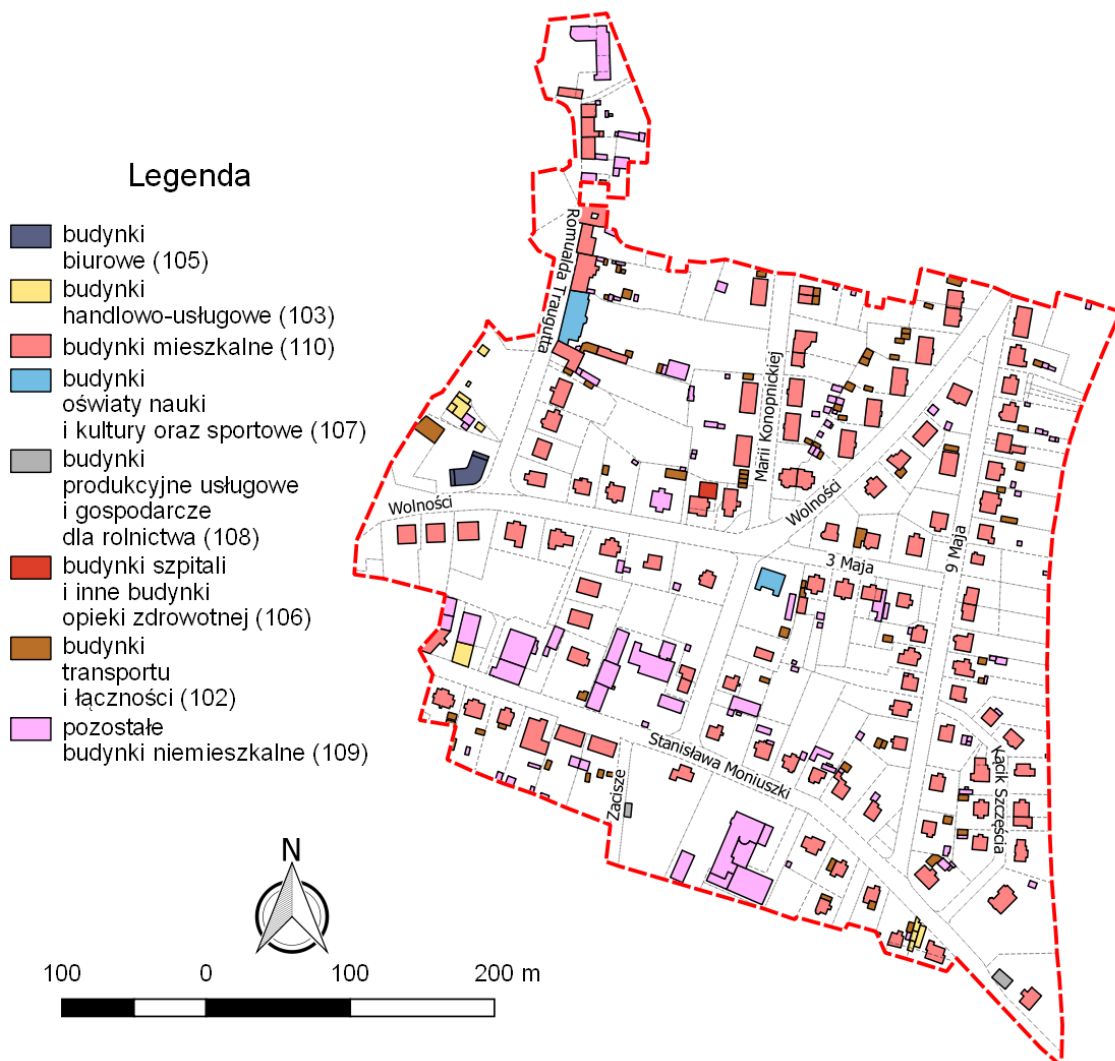 Legenda
budynki
biurowe (105)
budynki
handlowo-usługowe (103)
budynki mieszkalne (110)
budynki
oświaty nauki
i kultury oraz sportowe (107)
budynki
produkcyjne usługowe
i gospodarcze
dla rolnictwa (108)
budynki szpitali
i inne budynki
opieki zdrowotnej (106)
budynki
transportu
i łączności (102)
pozostałe
budynki niemieszkalne (109)
N
100 0 100 200 m
Romualda Traugutta
Marii Konopnickiej
Wolności
Wolności
3 Maja
9 Maja
Stanisława Moniuszki
Zacisze
Kącik Szczęścia